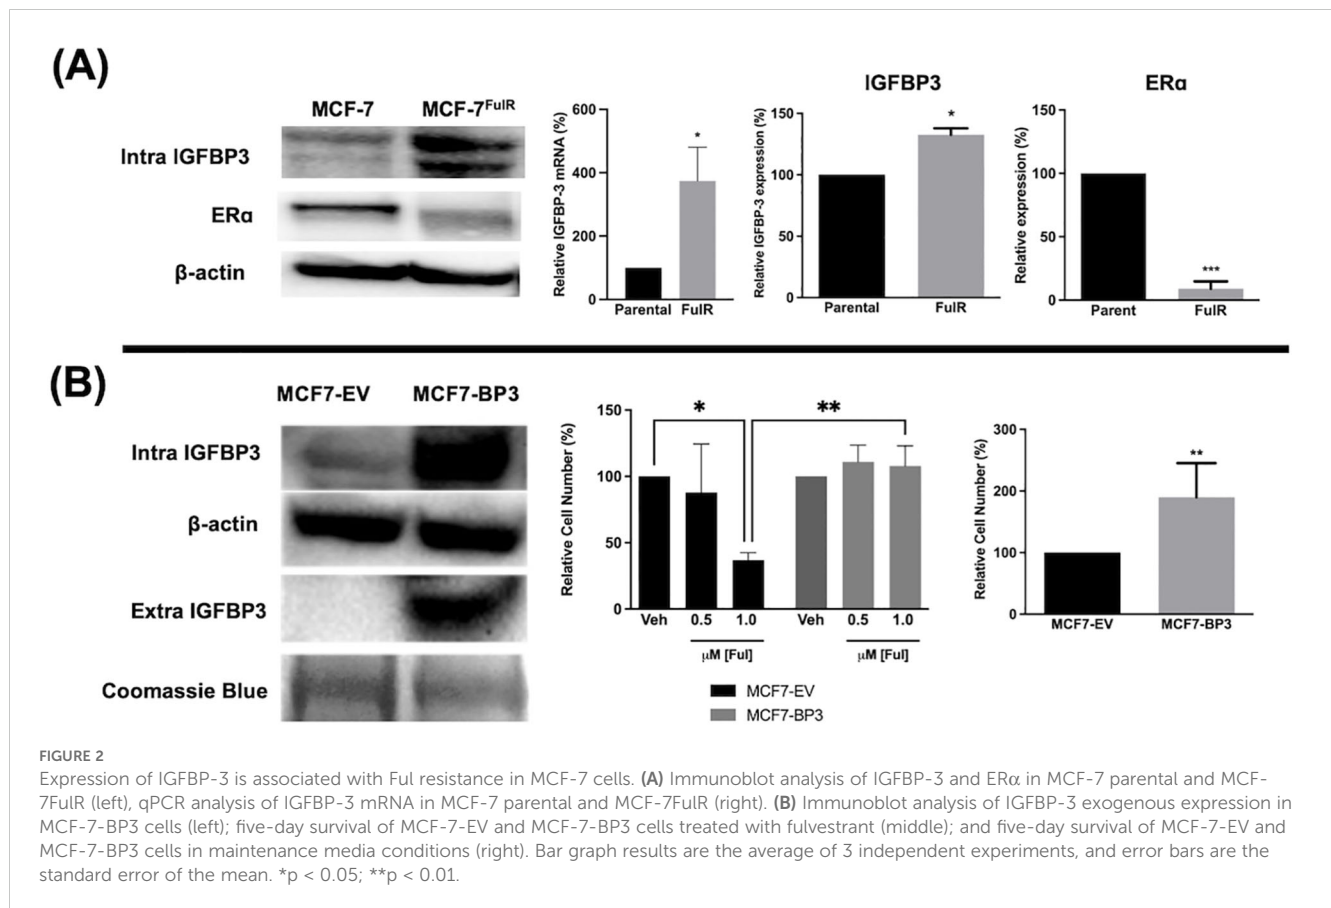 (A)
MCF-7 MCF-7FulR
Intra IGFBP3
ERα
β-actin
Relative IGFBP-3 mRNA (%)
600
400
200
0
*
Parental FulR
IGFBP3
Relative IGFBP-3 expression (%)
150
100
50
0
*
Parental FulR
ERα
Relative expression (%)
150
100
50
0
***
Parent FulR
(B)
MCF7-EV MCF7-BP3
Intra IGFBP3
β-actin
Extra IGFBP3
Coomassie Blue
Relative Cell Number (%)
150
100
50
0
* **
Veh 0.5 1.0 Veh 0.5 1.0
μM [Ful] μM [Ful]
MCF7-EV
MCF7-BP3
Relative Cell Number (%)
300
200
100
0
**
MCF7-EV MCF7-BP3
FIGURE 2
Expression of IGFBP-3 is associated with Ful resistance in MCF-7 cells. (A) Immunoblot analysis of IGFBP-3 and ERα in MCF-7 parental and MCF-
7FulR (left), qPCR analysis of IGFBP-3 mRNA in MCF-7 parental and MCF-7FulR (right). (B) Immunoblot analysis of IGFBP-3 exogenous expression in
MCF-7-BP3 cells (left); five-day survival of MCF-7-EV and MCF-7-BP3 cells treated with fulvestrant (middle); and five-day survival of MCF-7-EV and
MCF-7-BP3 cells in maintenance media conditions (right). Bar graph results are the average of 3 independent experiments, and error bars are the
standard error of the mean. *p < 0.05; **p < 0.01.